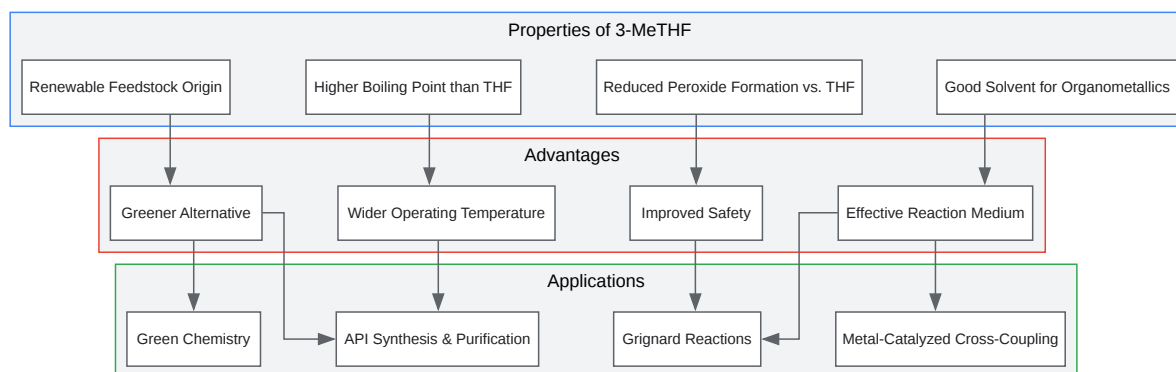 Properties of 3-MeTHF
Renewable Feedstock Origin
Higher Boiling Point than THF
Reduced Peroxide Formation vs. THF
Good Solvent for Organometallics
Advantages
Greener Alternative
Wider Operating Temperature
Improved Safety
Effective Reaction Medium
Applications
Green Chemistry
API Synthesis & Purification
Grignard Reactions
Metal-Catalyzed Cross-Coupling